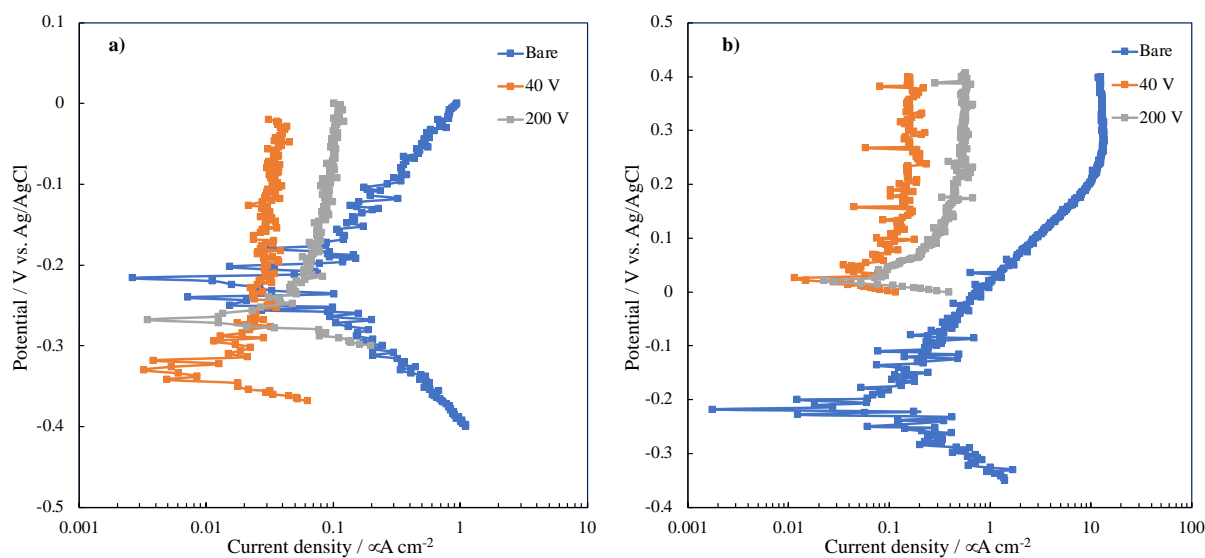 a)
Bare
40 V
200 V
0.1
0
-0.1
-0.2
-0.3
-0.4
-0.5
Potential / V vs. Ag/AgCl
0.001
0.01
0.1
1
10
Current density / ∝A cm-2
b)
Bare
40 V
200 V
0.5
0.4
0.3
0.2
0.1
0
-0.1
-0.2
-0.3
-0.4
Potential / V vs. Ag/AgCl
0.001
0.01
0.1
1
10
100
Current density / ∝A cm-2